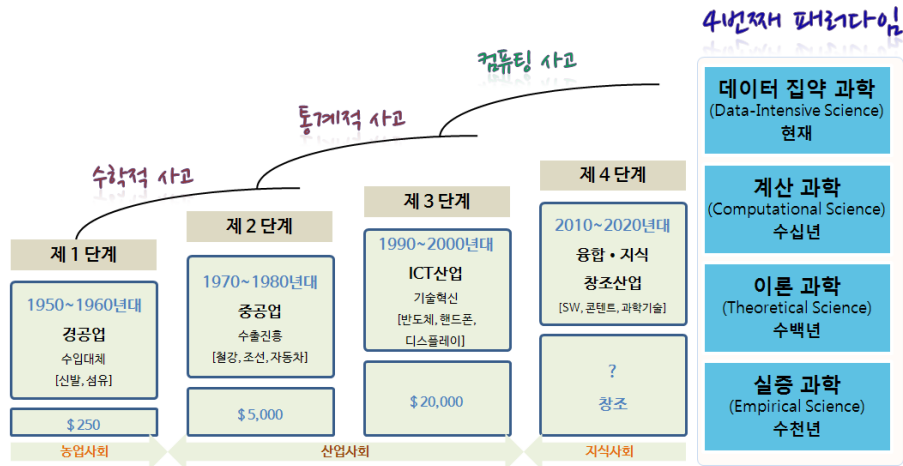 4번째 패러다임
컴퓨팅 사고
통계적 사고
수학적 사고
제 1 단계
1950~1960년대
경공업
수입대체
[신발, 섬유]
$ 250
제 2 단계
1970~1980년대
중공업
수출진흥
[철강, 조선, 자동차]
$ 5,000
제 3 단계
1990~2000년대
ICT산업
기술혁신
[반도체, 핸드폰,
디스플레이]
$ 20,000
제 4 단계
2010~2020년대
융합·지식
창조산업
[SW, 콘텐트, 과학기술]
?
창조
농업사회
산업사회
지식사회
데이터 집약 과학
(Data-Intensive Science)
현재
계산 과학
(Computational Science)
수십년
이론 과학
(Theoretical Science)
수백년
실증 과학
(Empirical Science)
수천년